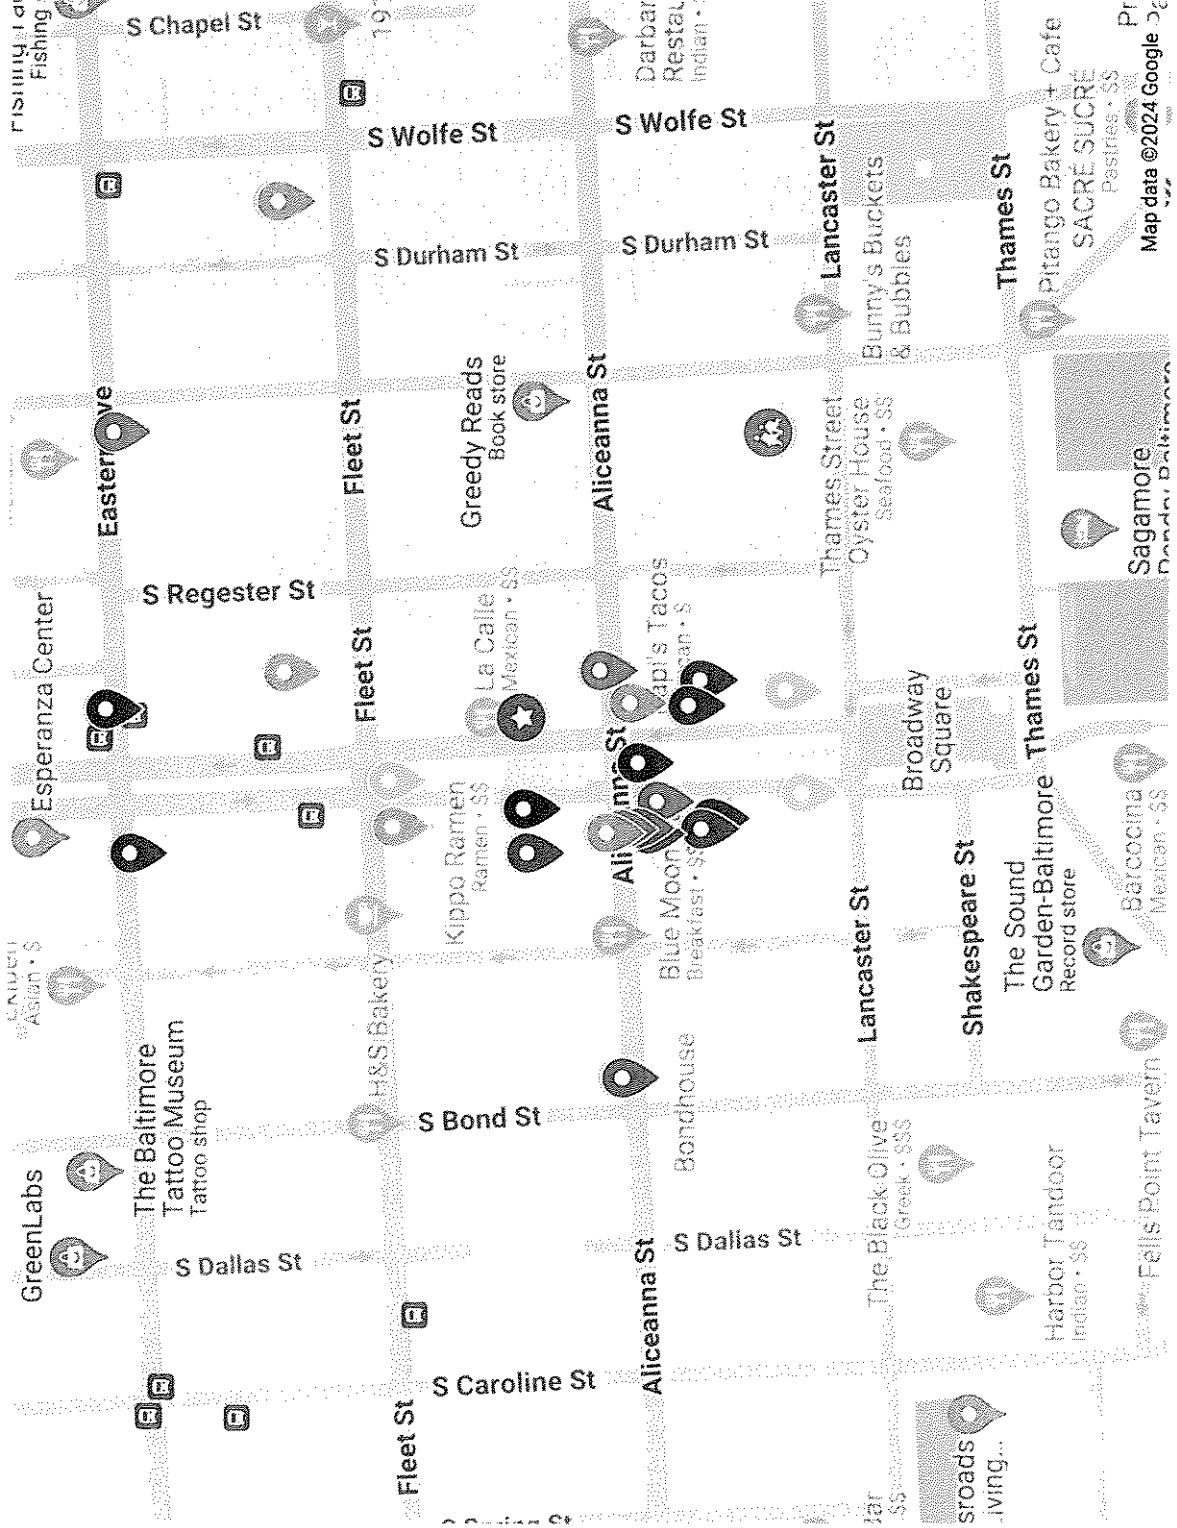 S Chapel St
Fishing
Darbar
Indian
S Wolfe St
S Wolfe St
S Durham St
S Durham St
Lancaster St
Thames St
Bunny's Buckets
& Bubbles
Pitango Bakery + Cafe
SACRÉ SUCRÉ
Pastries · $$
Map data ©2024 Google
Greedy Reads
Book store
Aliceanna St
Fleet St
Thames Street
Oyster House
Seafood · $$
Sagamore
S Regester St
Esperanza Center
Fleet St
La Calle
Mexican · $$
Tacos
Broadway
Square
Thames St
Kippo Ramen
Ramen · $$
Blue Moon
Breakfast
Lancaster St
Shakespeare St
The Sound
Garden-Baltimore
Record store
Barcocina
Mexican · $$
Asian · $
H&S Bakery
The Baltimore
Tattoo Museum
Tattoo shop
S Bond St
Bondhouse
GreenLabs
S Dallas St
S Dallas St
The Black Olive
Greek · $$$
Harbor Tandoor
Indian · $$
Fells Point Tavern
S Caroline St
Aliceanna St
Fleet St